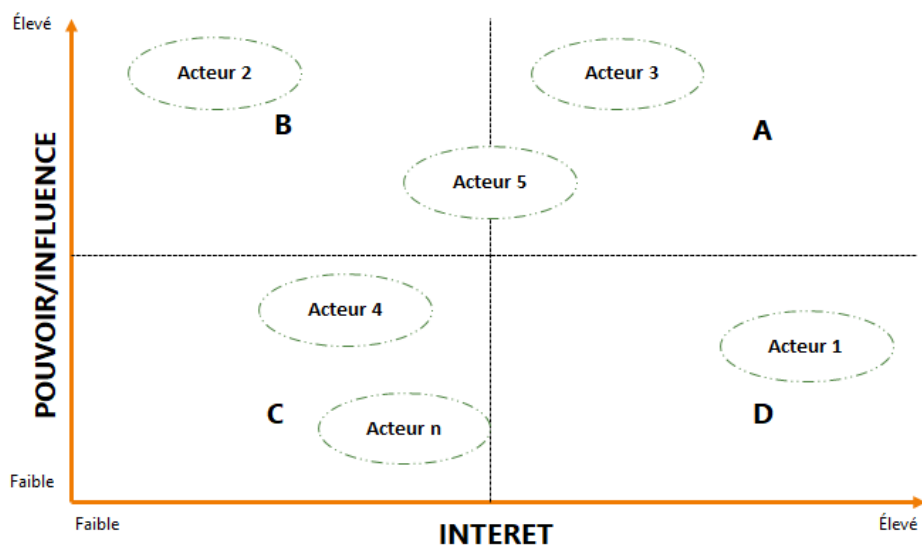 Élevé
Acteur 2
Acteur 3
B
A
Acteur 5
POUVOIR/INFLUENCE
Acteur 4
Acteur 1
C
D
Acteur n
Faible
Faible
INTERET
Élevé